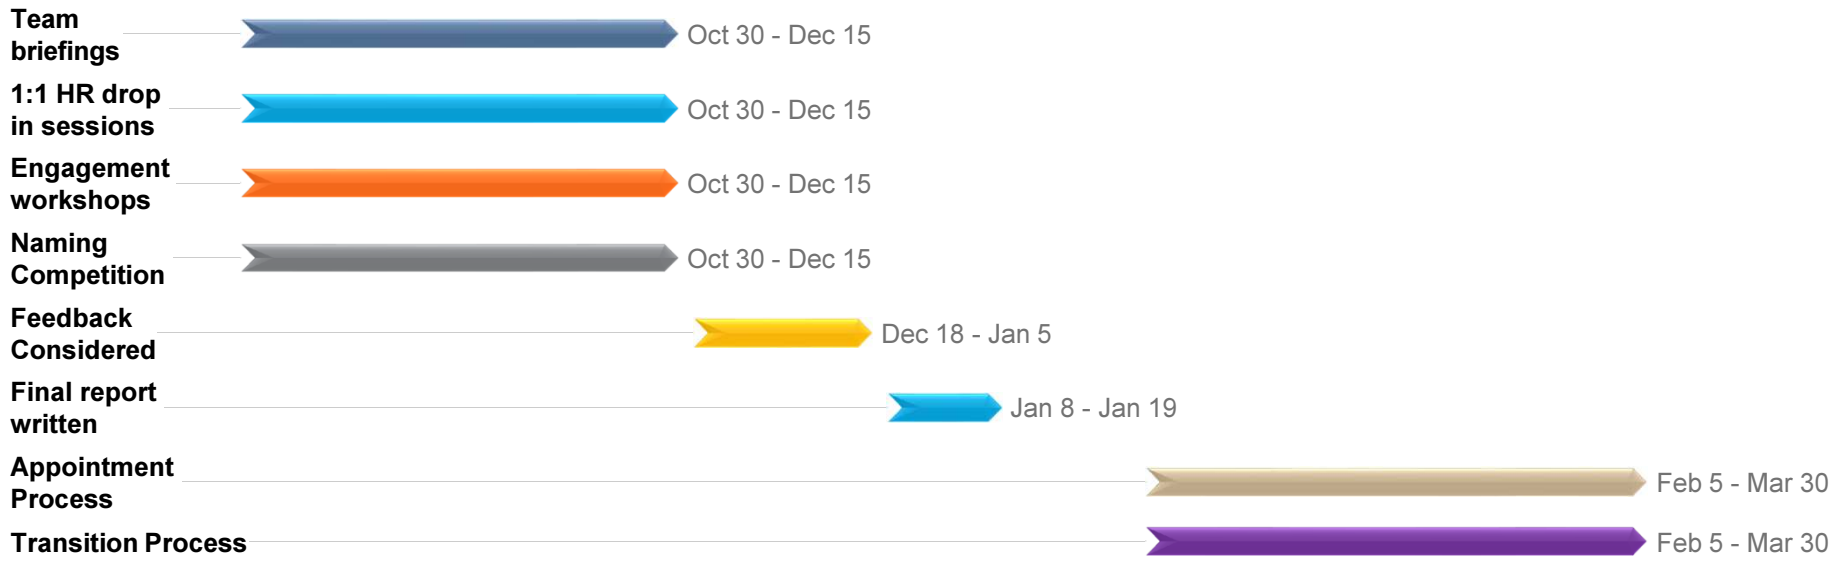 Team
briefings
Oct 30 - Dec 15
1:1 HR drop
in sessions
Oct 30 - Dec 15
Engagement
workshops
Oct 30 - Dec 15
Naming
Competition
Oct 30 - Dec 15
Feedback
Considered
Dec 18 - Jan 5
Final report
written
Jan 8 - Jan 19
Appointment
Process
Feb 5 - Mar 30
Transition Process
Feb 5 - Mar 30